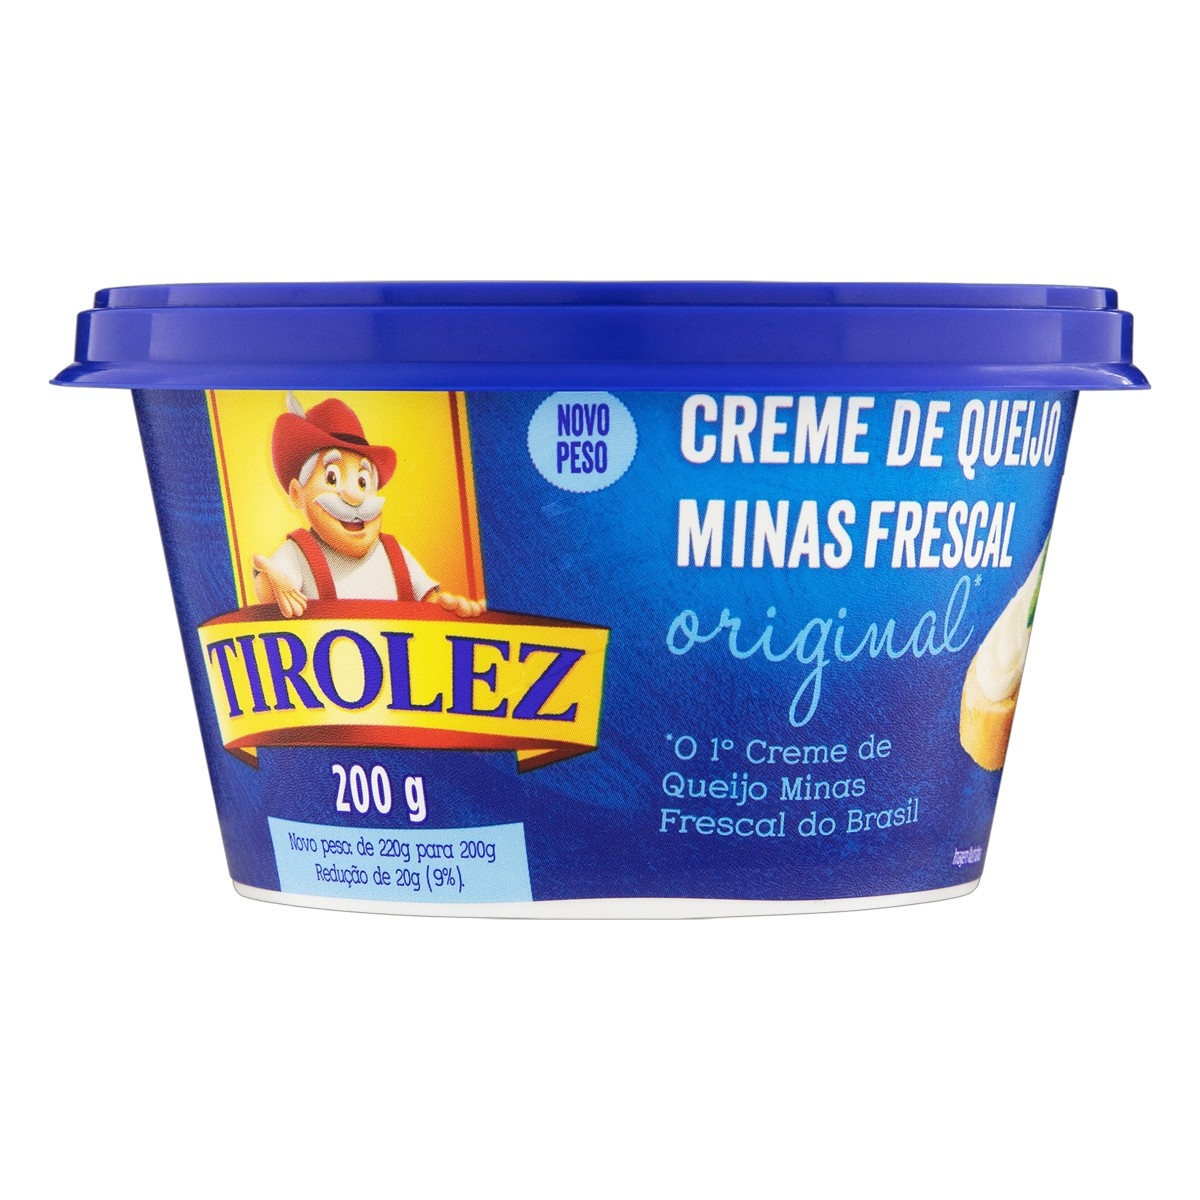 NOVO
PESO
CREME DE QUEIJO
MINAS FRESCAL
original*
TIROLEZ
*O 1º Creme de
Queijo Minas
Frescal do Brasil
200 g
Novo peso: de 220g para 200g
Redução de 20g (9%).